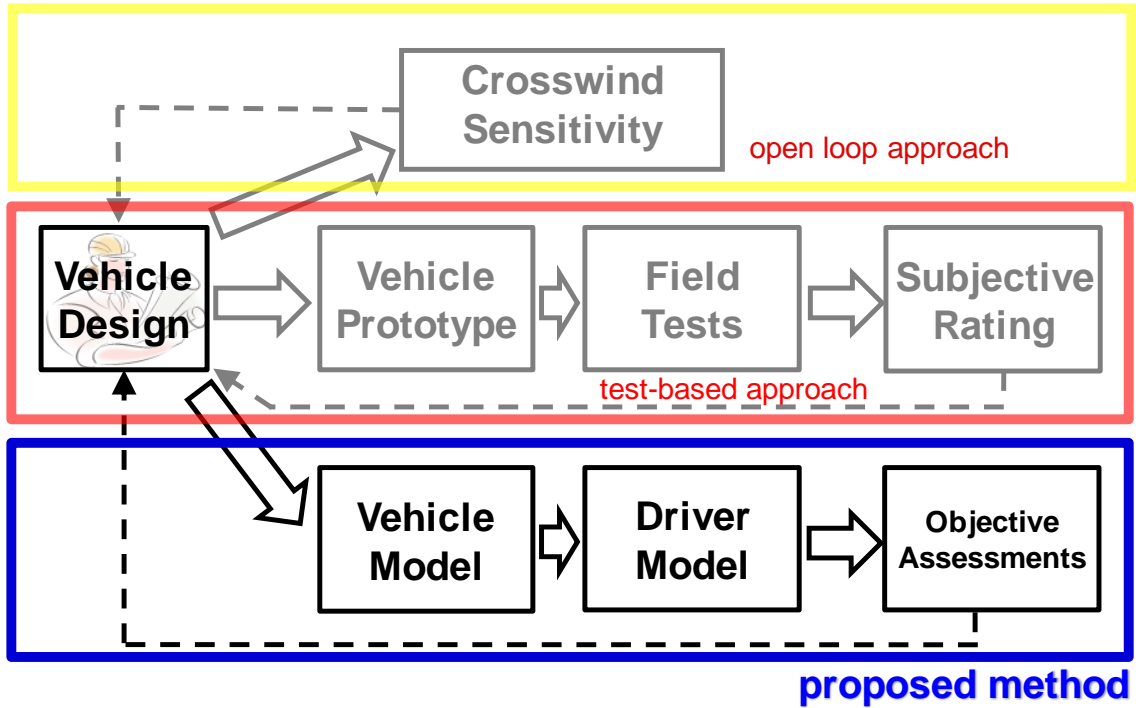 Crosswind
Sensitivity
open loop approach
Vehicle
Design
Vehicle
Prototype
Field
Tests
Subjective
Rating
test-based approach
Vehicle
Model
Driver
Model
Objective
Assessments
proposed method